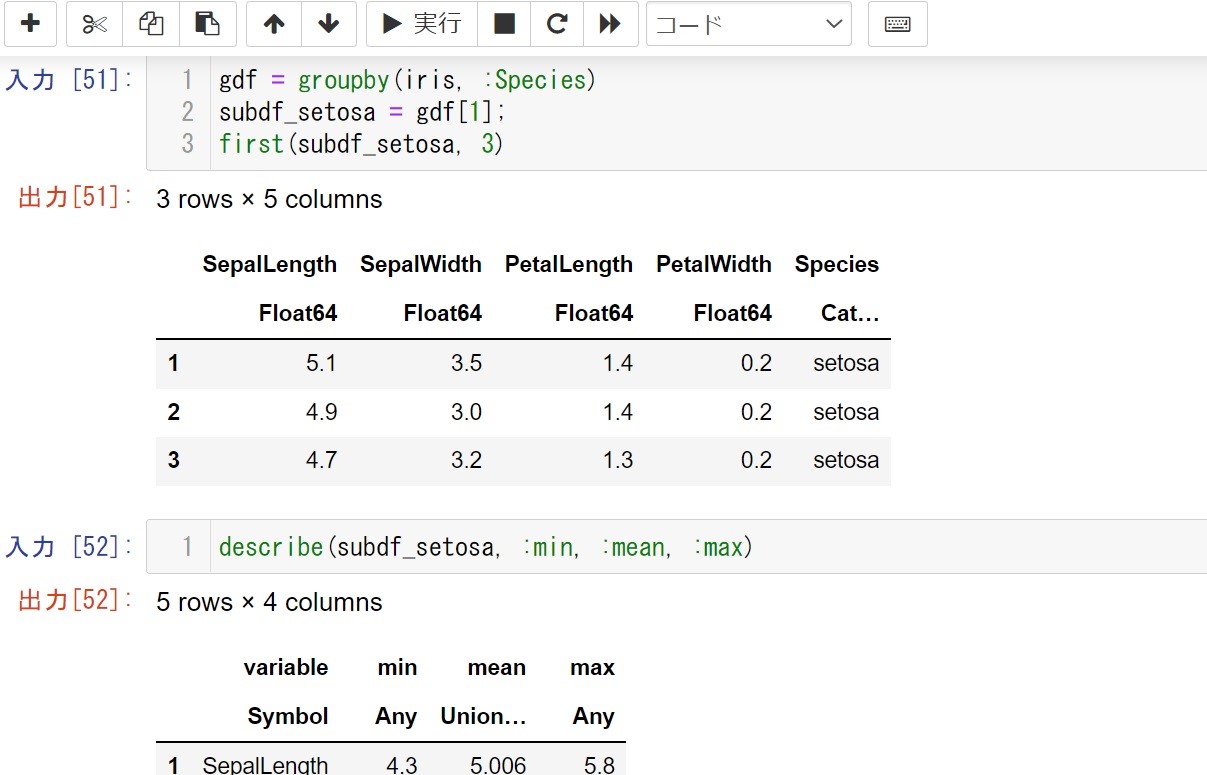 実行 コード
入力 [51]:
1 gdf = groupby(iris, :Species)
2 subdf_setosa = gdf[1];
3 first(subdf_setosa, 3)
出力[51]: 3 rows × 5 columns
SepalLength SepalWidth PetalLength PetalWidth Species
Float64 Float64 Float64 Float64 Cat…
1 5.1 3.5 1.4 0.2 setosa
2 4.9 3.0 1.4 0.2 setosa
3 4.7 3.2 1.3 0.2 setosa
入力 [52]: 1 describe(subdf_setosa, :min, :mean, :max)
出力[52]: 5 rows × 4 columns
variable min mean max
Symbol Any Union… Any
1 SepalLength 4.3 5.006 5.8